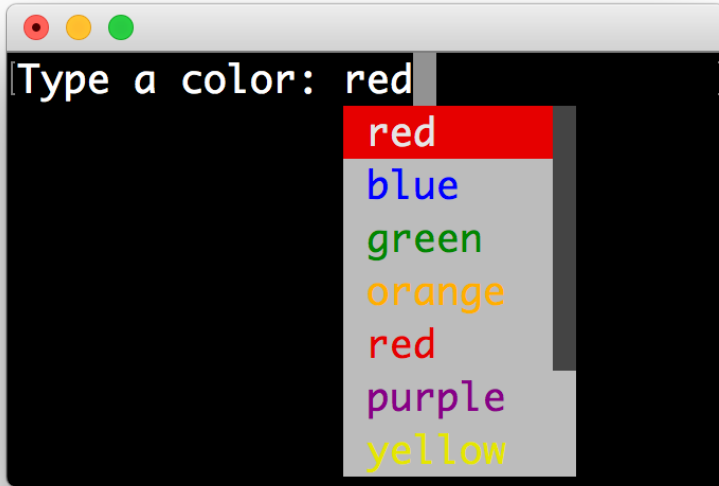 Type a color: red
red
blue
green
orange
red
purple
yellow